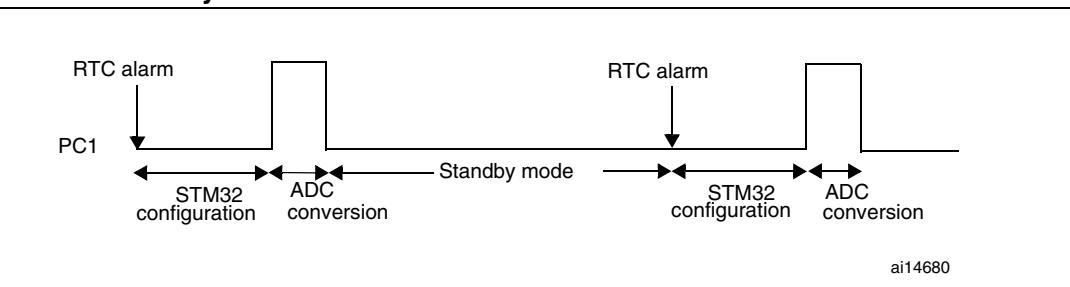 RTC alarm
RTC alarm
PC1
Standby mode
STM32
configuration
ADC
conversion
STM32
configuration
ADC
conversion
ai14680